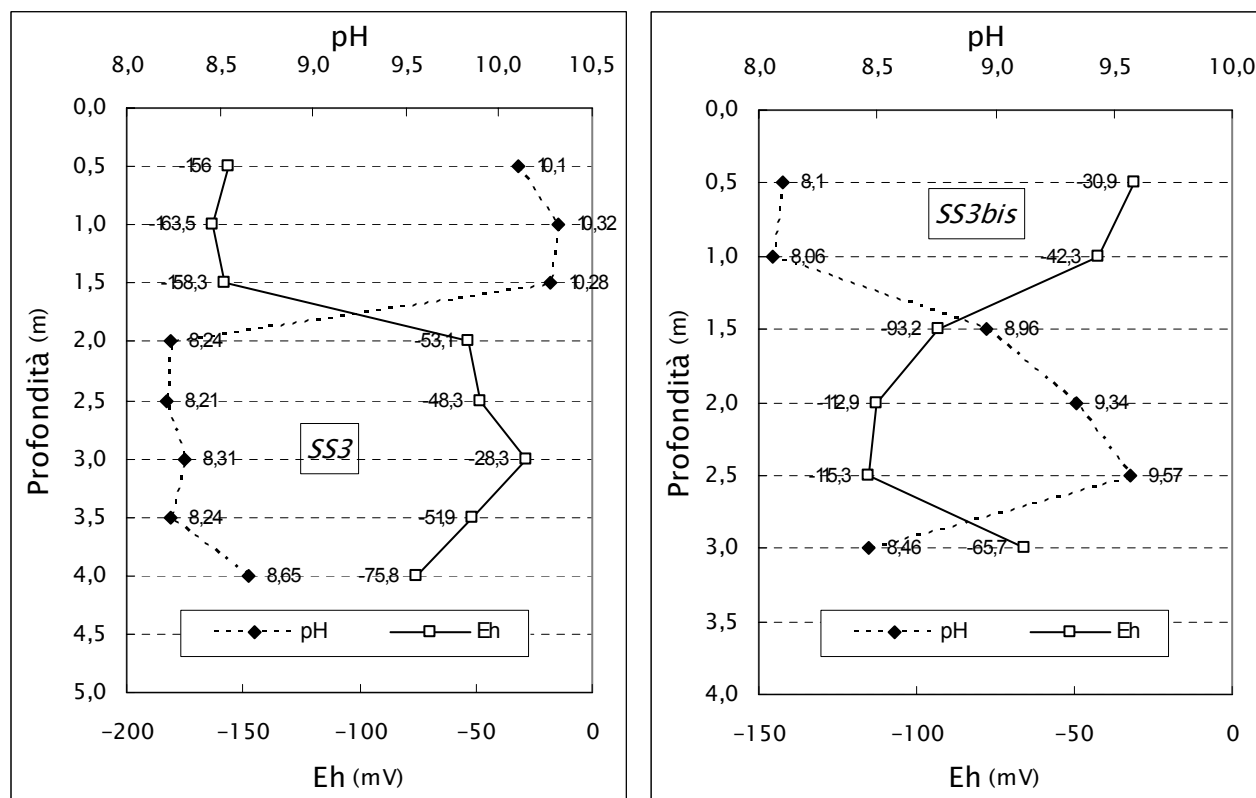 pH
8,0 8,5 9,0 9,5 10,0 10,5
0,0
0,5 -156 10,1
1,0 -163,5 10,32
1,5 -158,3 10,28
2,0 8,24 -53,1
2,5 8,21 -48,3
3,0 8,31 SS3 -28,3
3,5 8,24 -51,9
4,0 8,65 -75,8
4,5 pH Eh
5,0
-200 -150 -100 -50 0
Eh (mV)
Profondità (m)
pH
8,0 8,5 9,0 9,5 10,0
0,0
0,5 8,1 -30,9
SS3bis
1,0 8,06 -42,3
1,5 -93,2 8,96
2,0 -112,9 9,34
2,5 -115,3 9,57
3,0 8,46 -65,7
3,5
pH Eh
4,0
-150 -100 -50 0
Eh (mV)
Profondità (m)